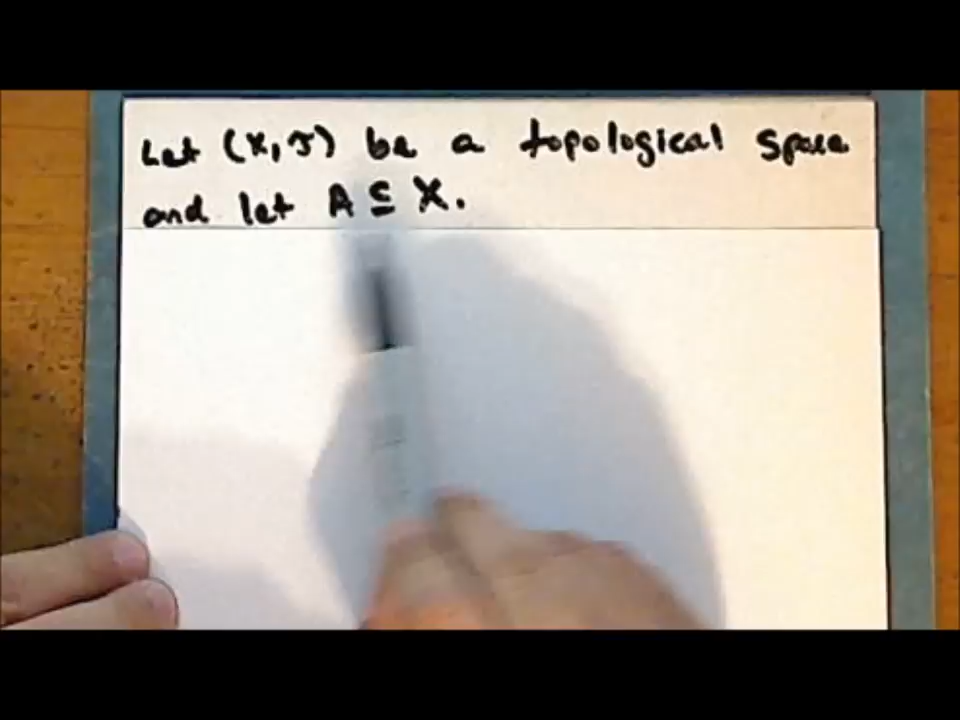 Let (X, T) be a topological space
and let A ⊆ X.